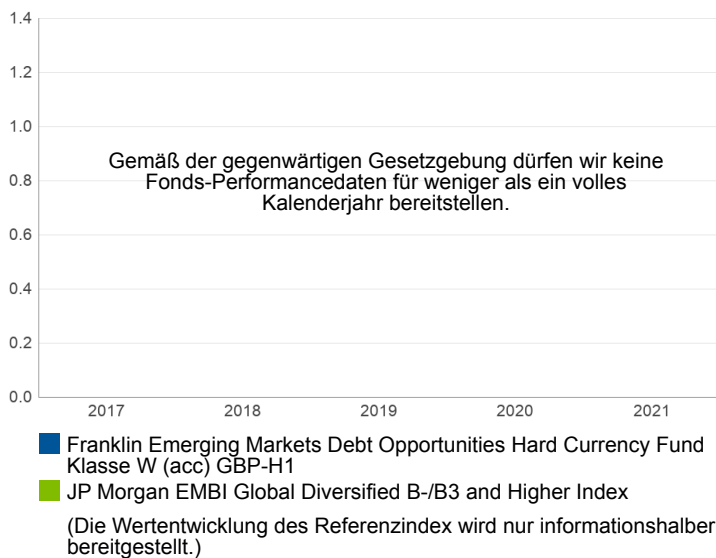 1.4
1.2
1.0
Gemäß der gegenwärtigen Gesetzgebung dürfen wir keine
Fonds-Performancedaten für weniger als ein volles
Kalenderjahr bereitstellen.
0.8
0.6
0.4
0.2
0.0
2017 2018 2019 2020 2021
Franklin Emerging Markets Debt Opportunities Hard Currency Fund
Klasse W (acc) GBP-H1
JP Morgan EMBI Global Diversified B-/B3 and Higher Index
(Die Wertentwicklung des Referenzindex wird nur informationshalber
bereitgestellt.)